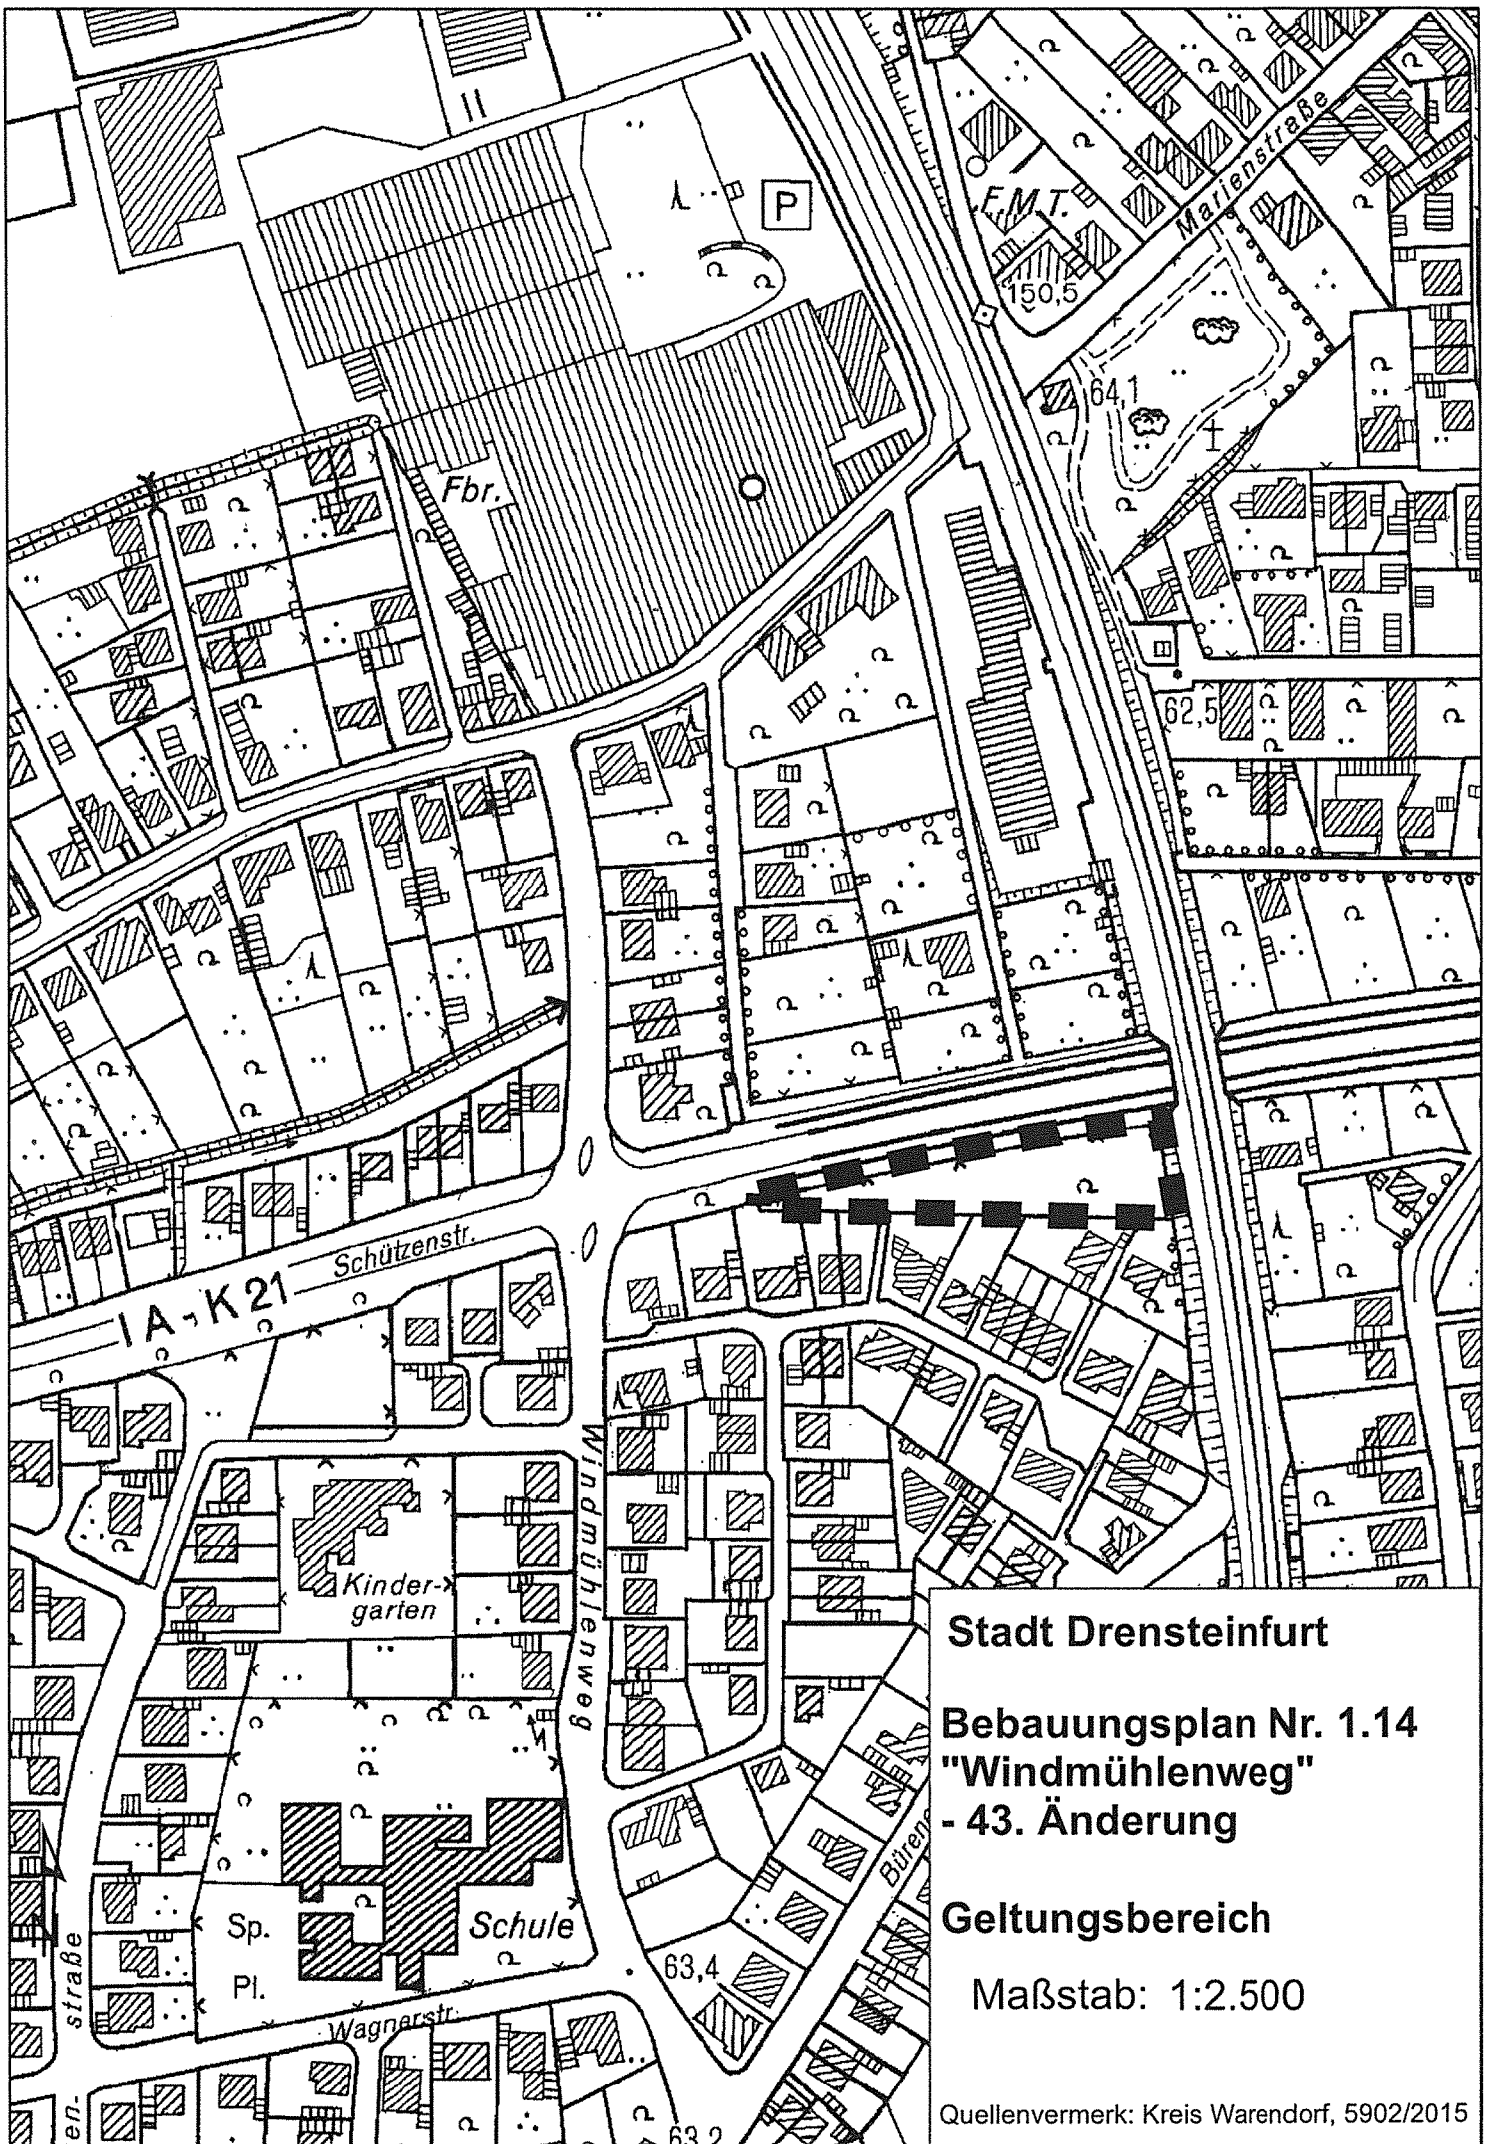 P
F.M.T.
Marienstraße
150,5
64,1
Fbr.
62,5
Schützenstr.
I A - K 21
Windmühlenweg
Kinder-
garten
Stadt Drensteinfurt
Bebauungsplan Nr. 1.14
"Windmühlenweg"
- 43. Änderung
Geltungsbereich
Maßstab: 1:2.500
Quellenvermerk: Kreis Warendorf, 5902/2015
Sp.
Pl.
Schule
63,4
Wagnerstr.
straße
en-
63,2